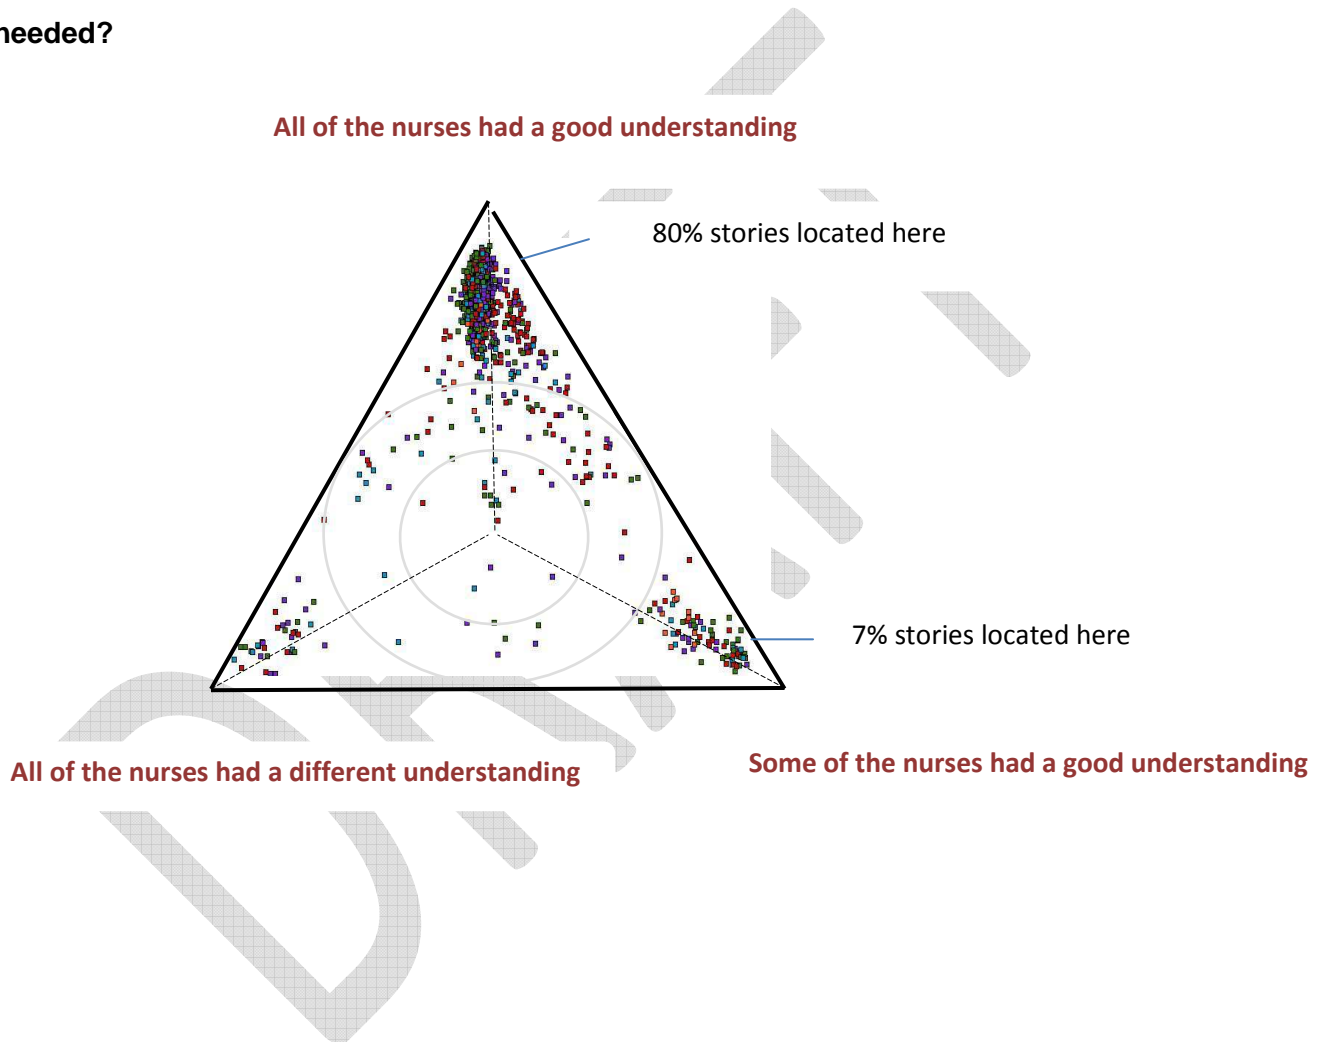 needed?
All of the nurses had a good understanding
80% stories located here
7% stories located here
All of the nurses had a different understanding
Some of the nurses had a good understanding